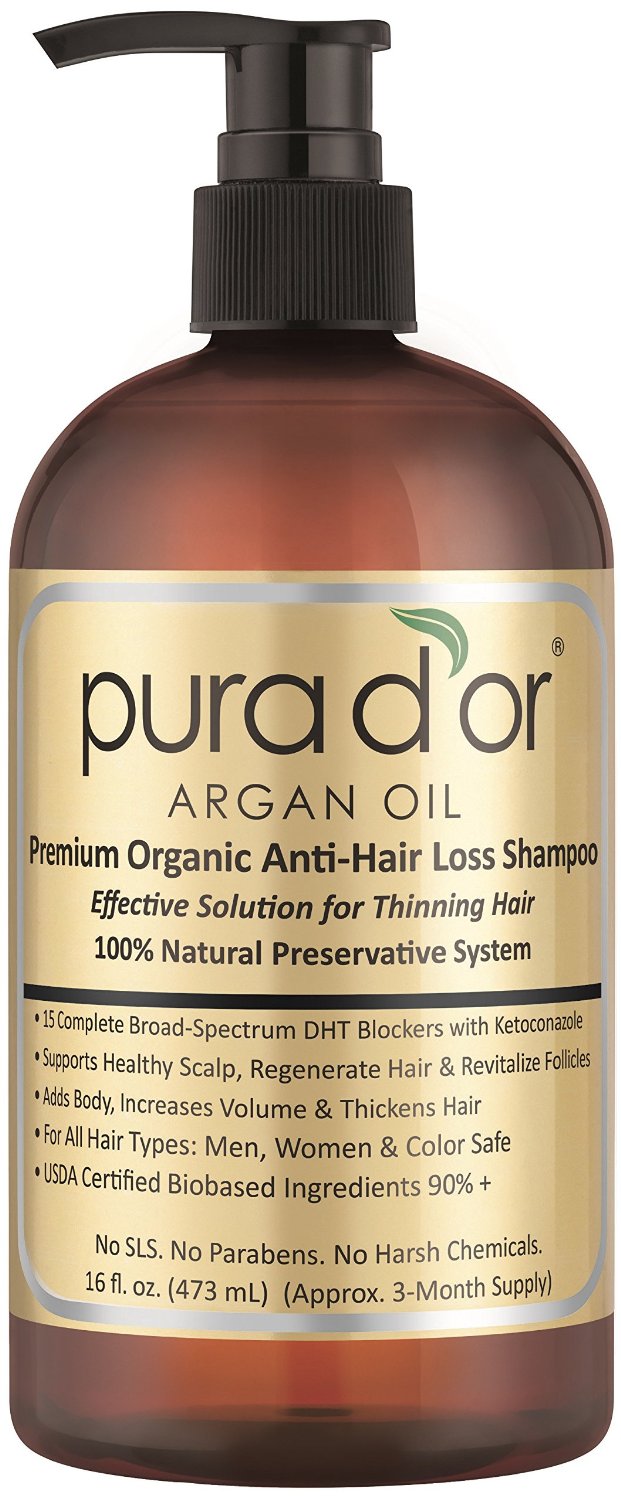 pura d'or®
ARGAN OIL
Premium Organic Anti-Hair Loss Shampoo
Effective Solution for Thinning Hair
100% Natural Preservative System
• 15 Complete Broad-Spectrum DHT Blockers with Ketoconazole
• Supports Healthy Scalp, Regenerate Hair & Revitalize Follicles
• Adds Body, Increases Volume & Thickens Hair
• For All Hair Types: Men, Women & Color Safe
• USDA Certified Biobased Ingredients 90% +
No SLS. No Parabens. No Harsh Chemicals.
16 fl. oz. (473 mL) (Approx. 3-Month Supply)